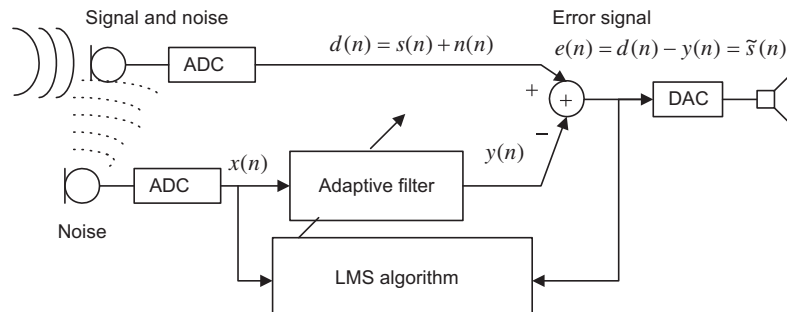 Signal and noise
Error signal
ADC
d(n) = s(n) + n(n)
e(n) = d(n) − y(n) = s̃(n)
+
+
DAC
−
x(n)
y(n)
ADC
Adaptive filter
Noise
LMS algorithm